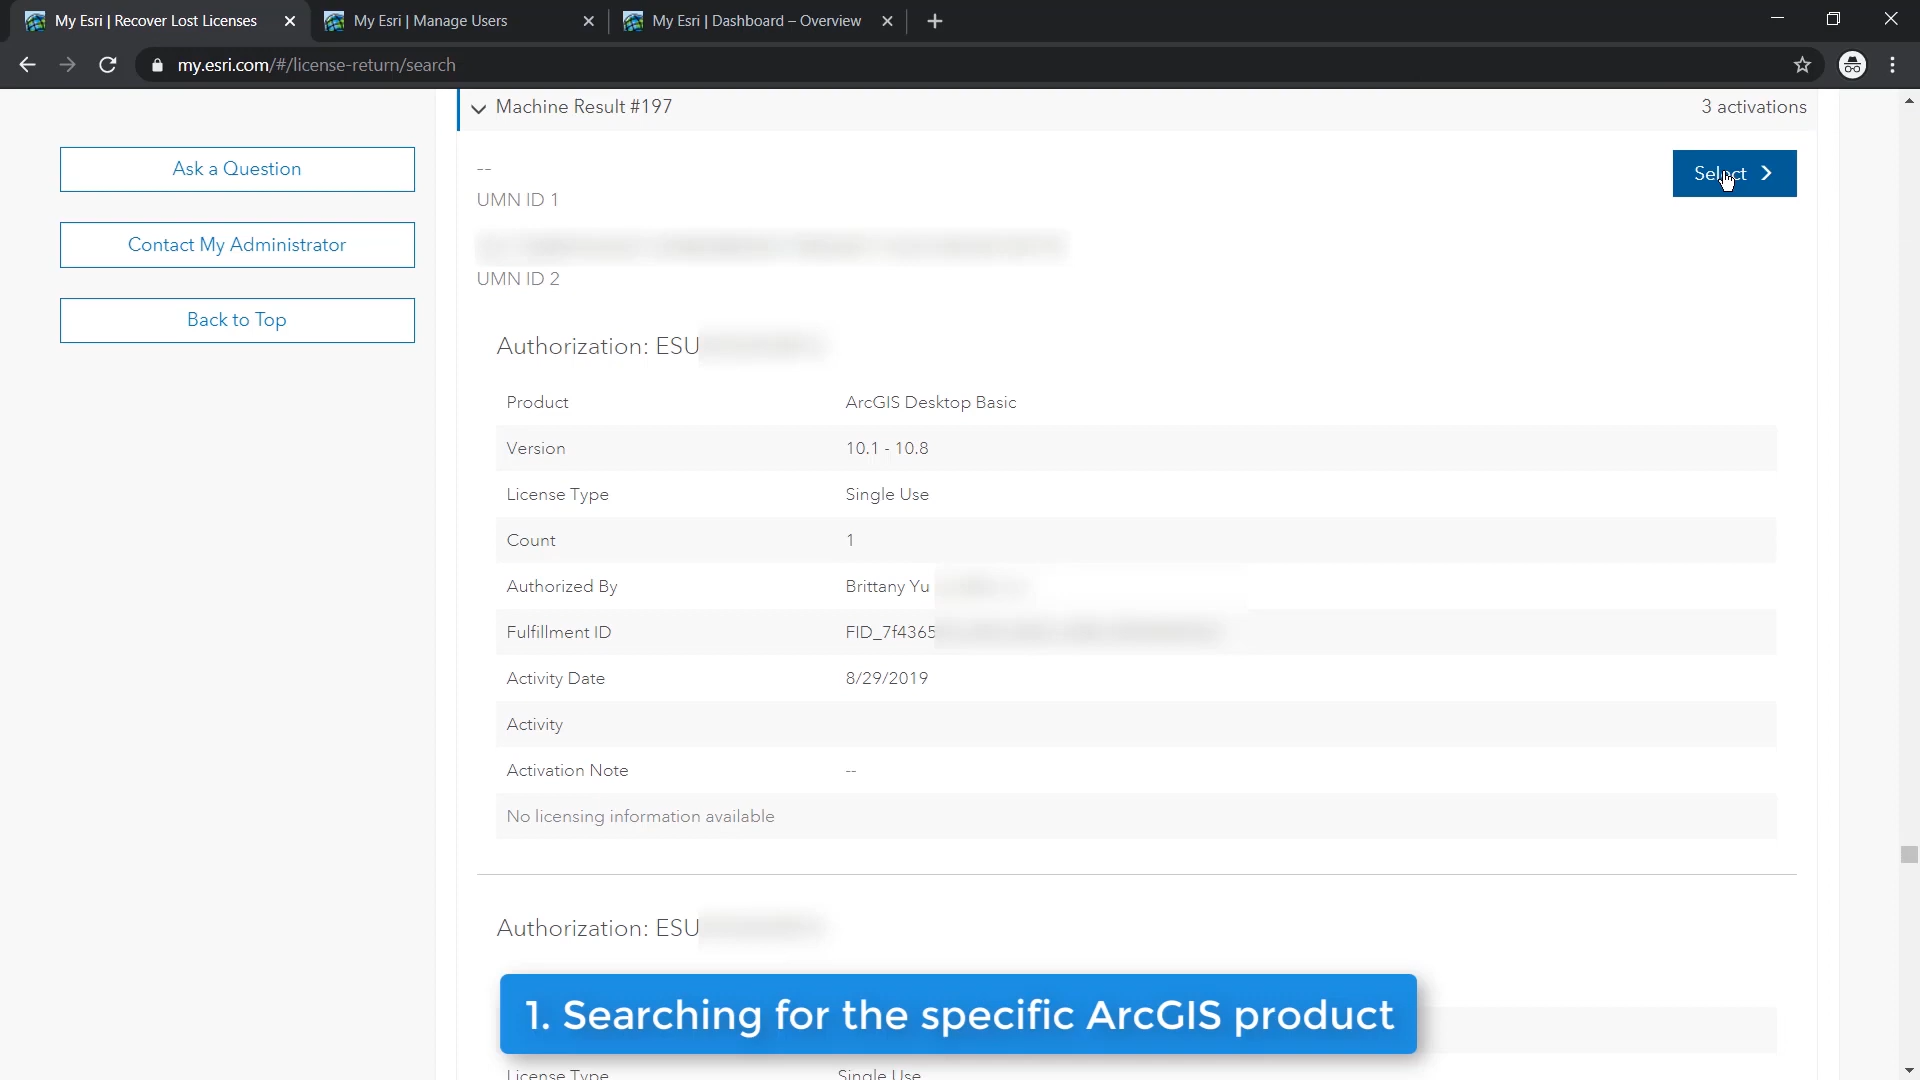 My Esri | Recover Lost Licenses
My Esri | Manage Users
My Esri | Dashboard – Overview
my.esri.com/#/license-return/search
Machine Result #197
3 activations
Ask a Question
Contact My Administrator
Back to Top
--
UMN ID 1
Select
UMN ID 2
Authorization: ESU
Product ArcGIS Desktop Basic
Version 10.1 - 10.8
License Type Single Use
Count 1
Authorized By Brittany Yu
Fulfillment ID FID_7f4365
Activity Date 8/29/2019
Activity
Activation Note --
No licensing information available
Authorization: ESU
1. Searching for the specific ArcGIS product
License Type Single Use